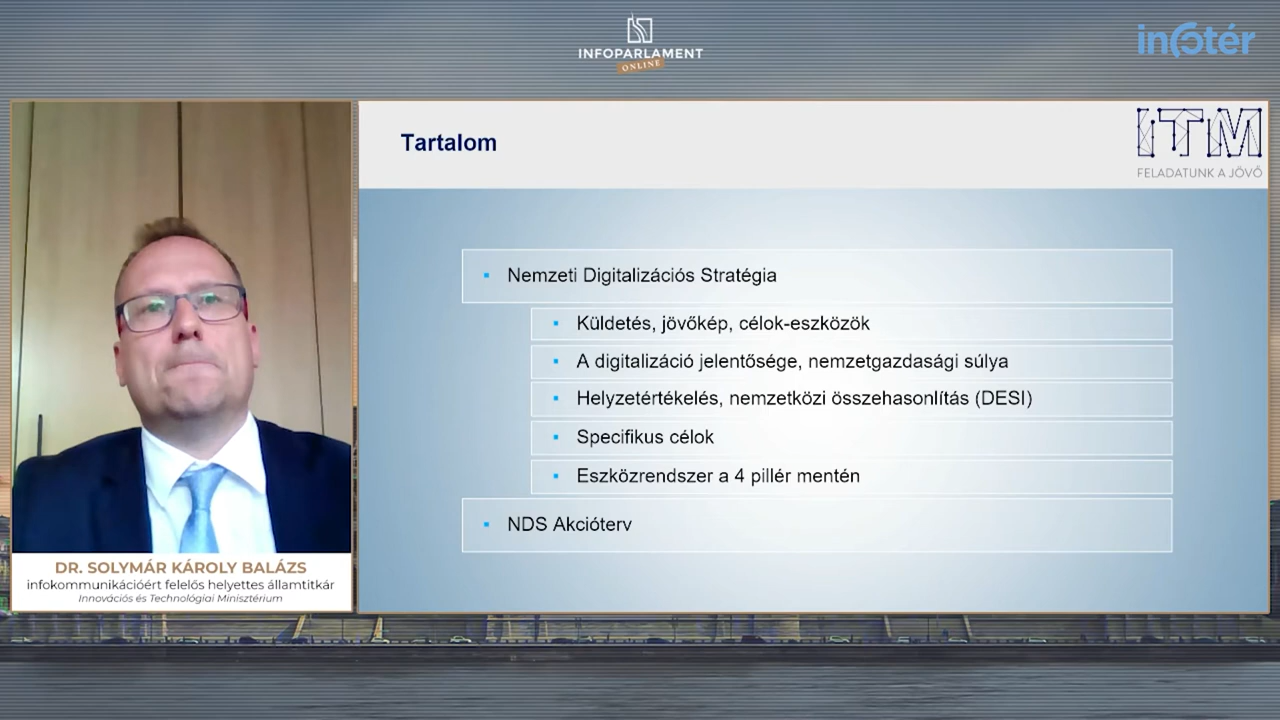 INFOPARLAMENT
ONLINE
infotér
Tartalom
ITM
FELADATUNK A JÖVŐ
Nemzeti Digitalizációs Stratégia
Küldetés, jövőkép, célok-eszközök
A digitalizáció jelentősége, nemzetgazdasági súlya
Helyzetértékelés, nemzetközi összehasonlítás (DESI)
Specifikus célok
Eszközrendszer a 4 pillér mentén
NDS Akcióterv
DR. SOLYMÁR KÁROLY BALÁZS
infokommunikációért felelős helyettes államtitkár
Innovációs és Technológiai Minisztérium